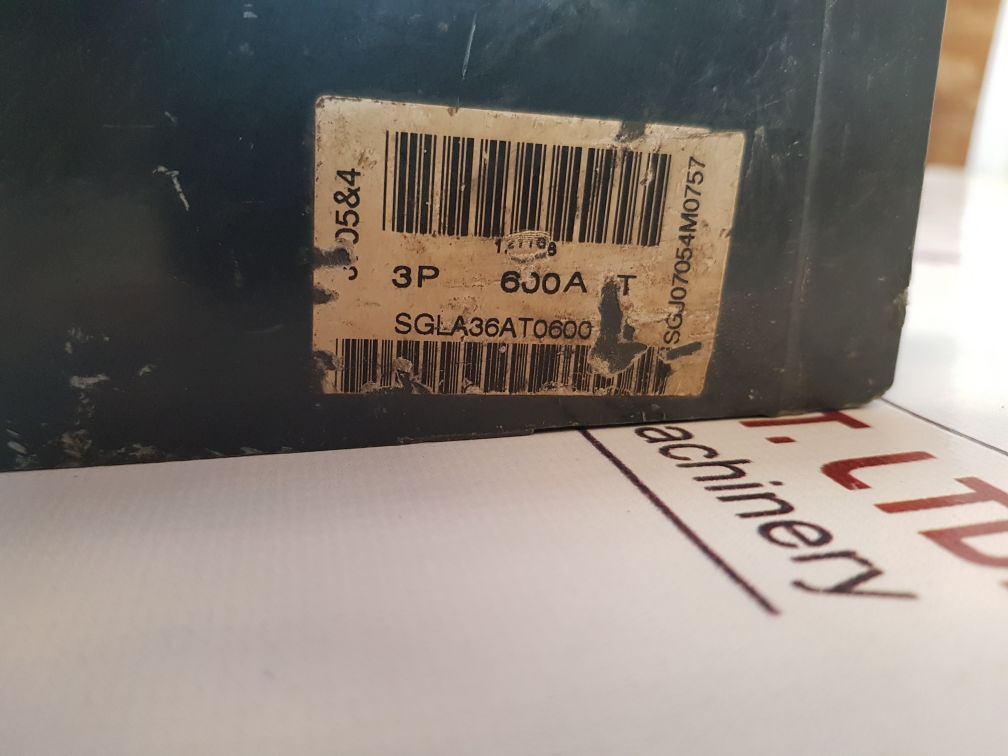 3P 600A T
SGLA36AT0600
SGJ07054M0757
achinery
T. LTD.